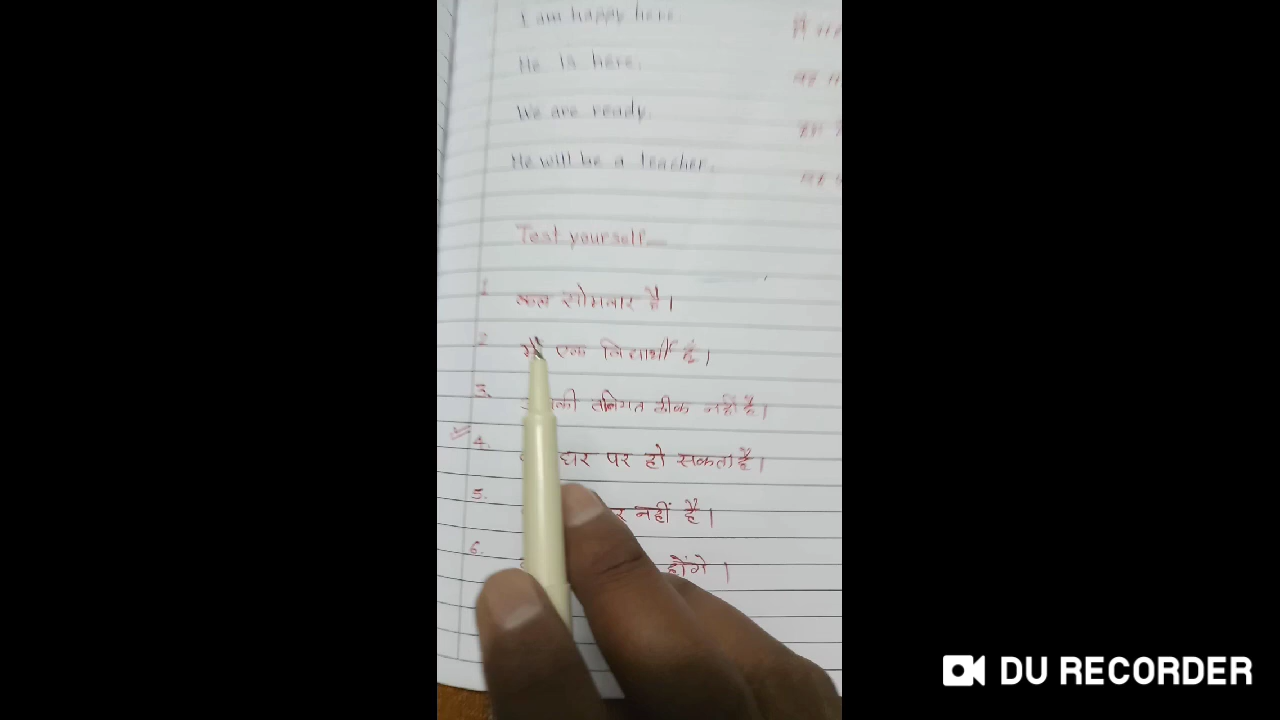 I am happy here.
He is here.
We are ready.
He will be a teacher.
Test yourself
1 कल सोमवार है।
2 मैं एक विद्यार्थी हूं।
3. तबियत ठीक नहीं है।
4. घर पर हो सकता है।
5. नहीं है।
6. होंगे ।
DU RECORDER